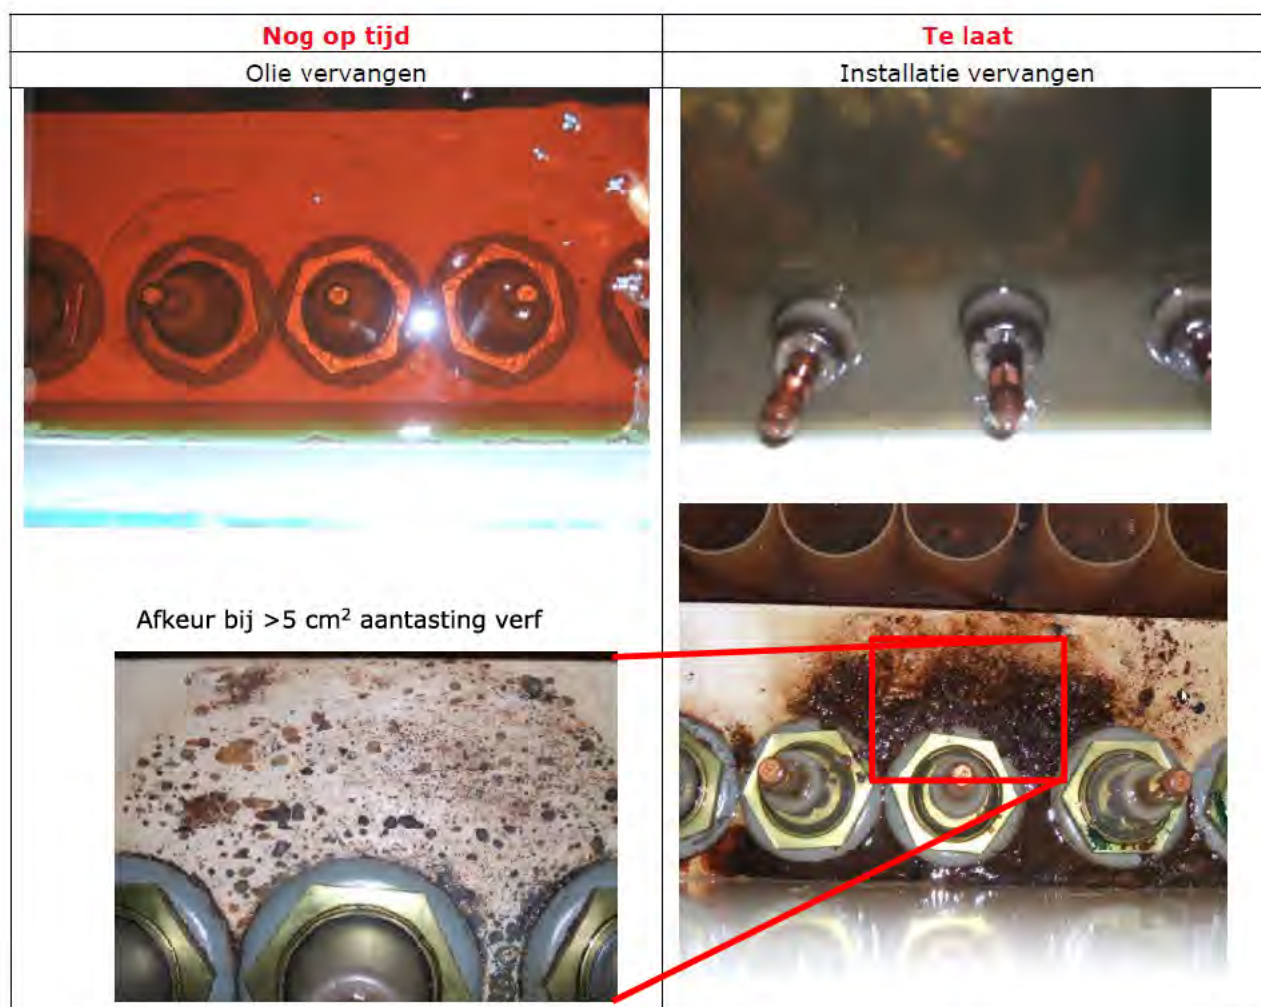 Nog op tijd
Te laat
Olie vervangen
Installatie vervangen
Afkeur bij >5 cm² aantasting verf